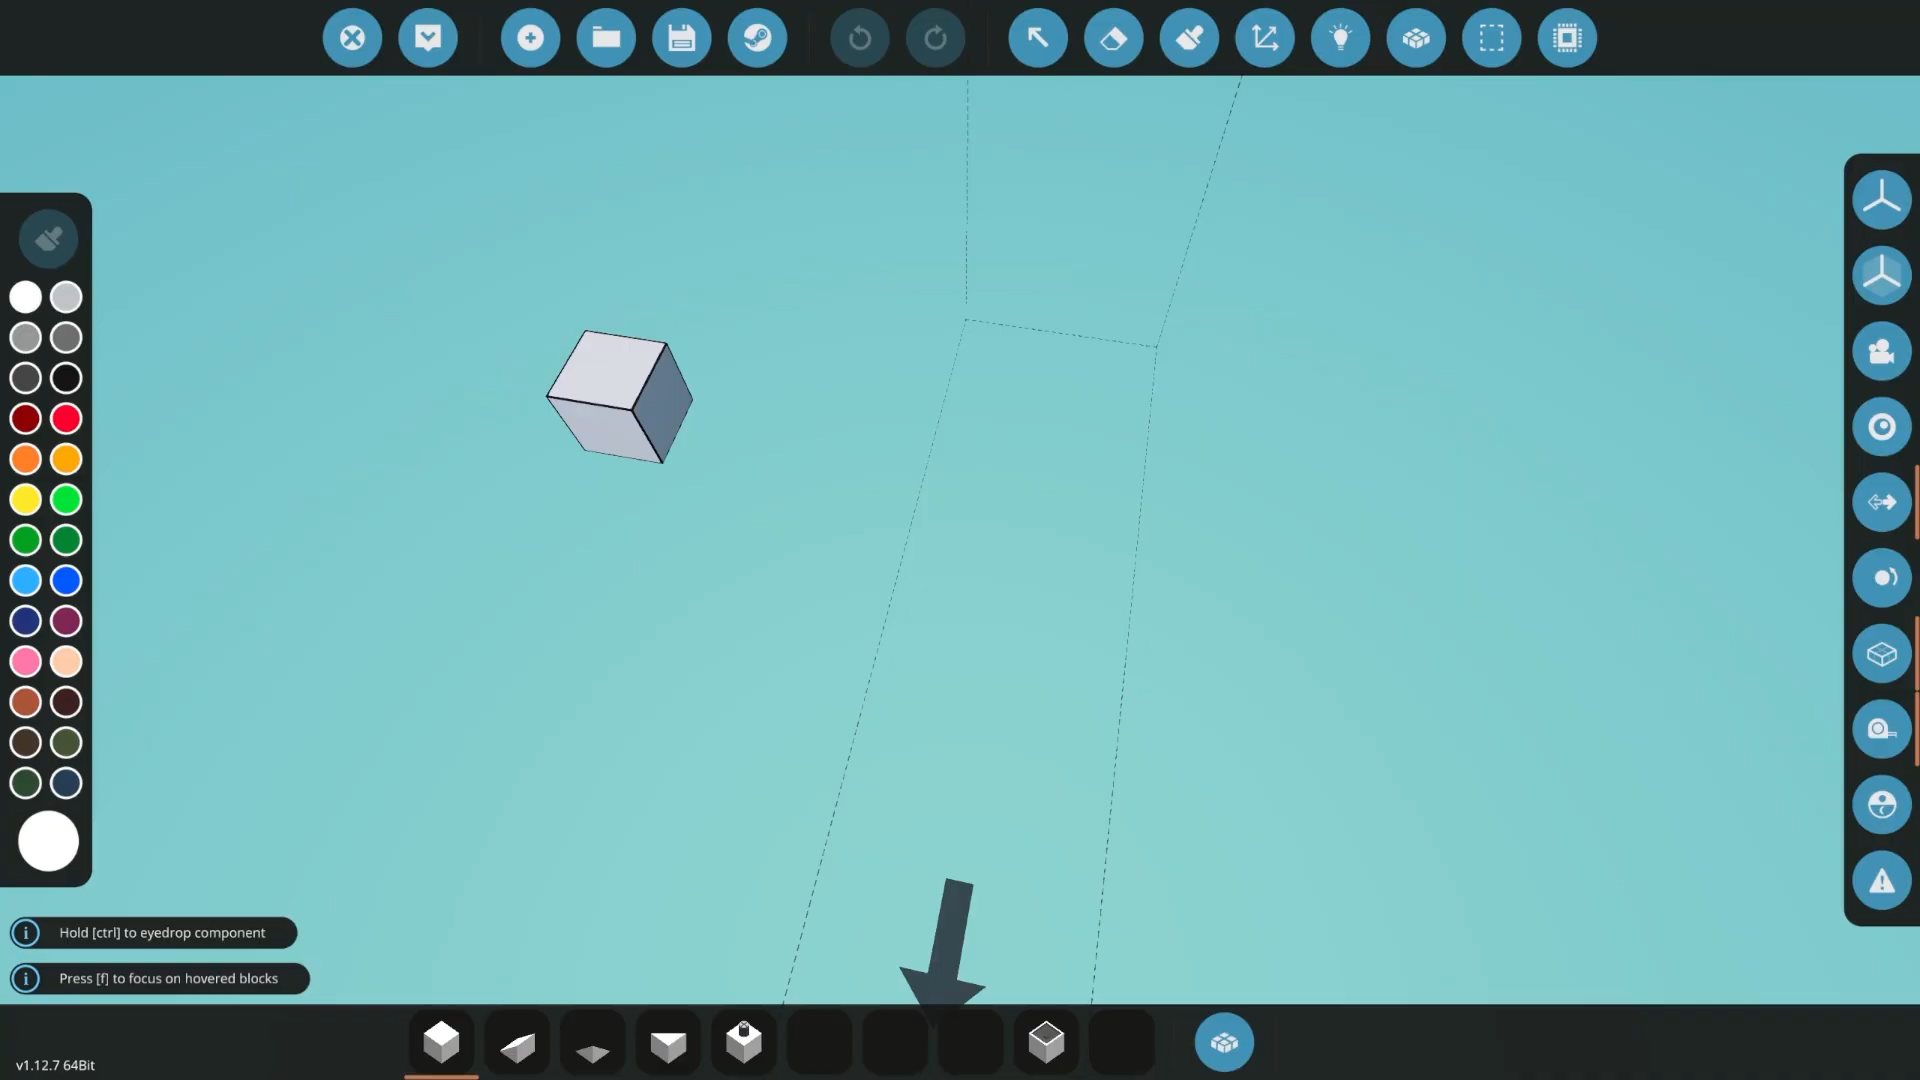 Hold [ctrl] to eyedrop component
Press [f] to focus on hovered blocks
v1.12.7 64Bit